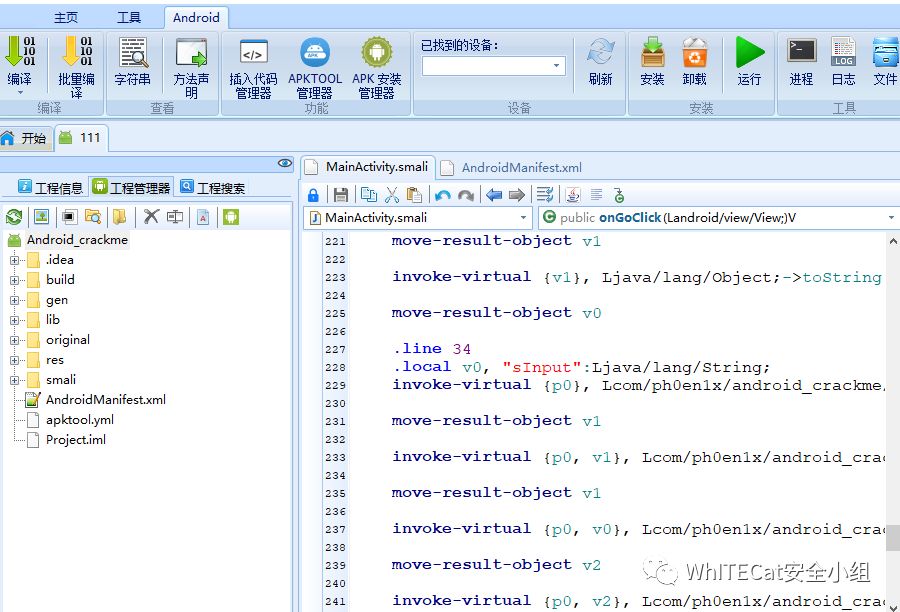 主页 工具 Android
已找到的设备:
编译 批量编译 字符串 方法声明 插入代码管理器 APKTOOL管理器 APK 安装管理器 刷新 安装 卸载 运行 进程 日志 文件
编译 查看 功能 设备 安装 工具
开始 111
MainActivity.smali AndroidManifest.xml
工程信息 工程管理器 工程搜索
MainActivity.smali public onGoClick(Landroid/view/View;)V
Android_crackme
.idea
build
gen
lib
original
res
smali
AndroidManifest.xml
apktool.yml
Project.iml
221 move-result-object v1
222
223 invoke-virtual {v1}, Ljava/lang/Object;->toString
224
225 move-result-object v0
226
227 .line 34
228 .local v0, "sInput":Ljava/lang/String;
229 invoke-virtual {p0}, Lcom/ph0en1x/android_crackme/
230
231 move-result-object v1
232
233 invoke-virtual {p0, v1}, Lcom/ph0en1x/android_crac
234
235 move-result-object v1
236
237 invoke-virtual {p0, v0}, Lcom/ph0en1x/android_crac
238
239 move-result-object v2
240
241 invoke-virtual {p0, v2}, Lcom/ph0en1x/android_crac
WhITECat安全小组